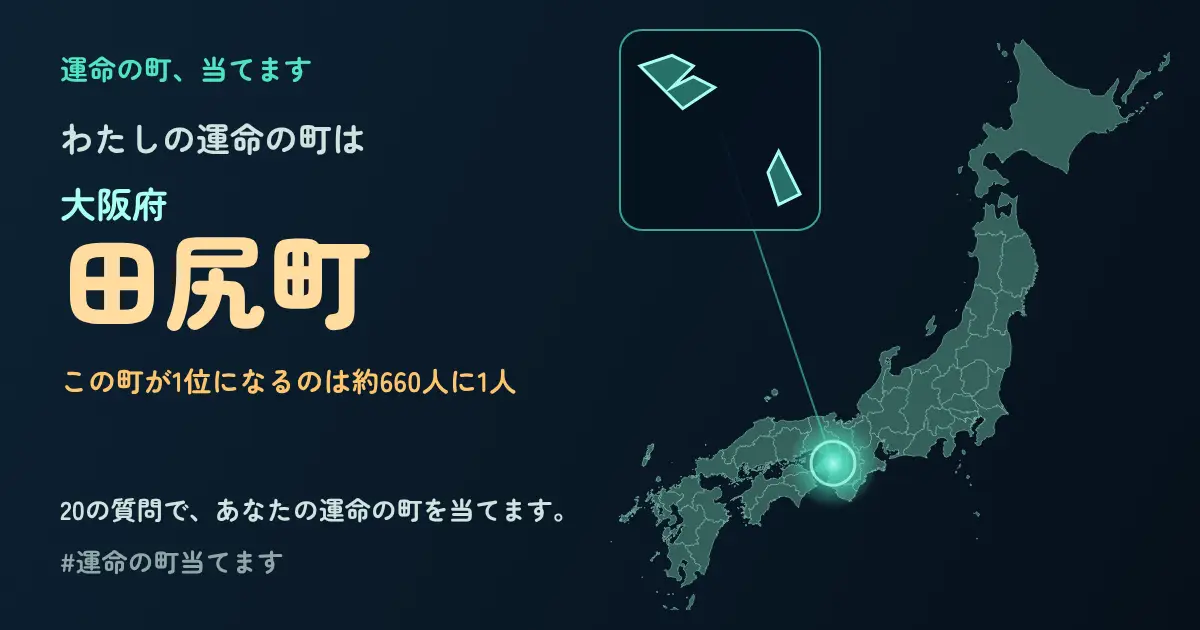 運命の町、当てます
わたしの運命の町は
大阪府
田尻町
この町が1位になるのは約660人に1人
20の質問で、あなたの運命の町を当てます。
#運命の町当てます